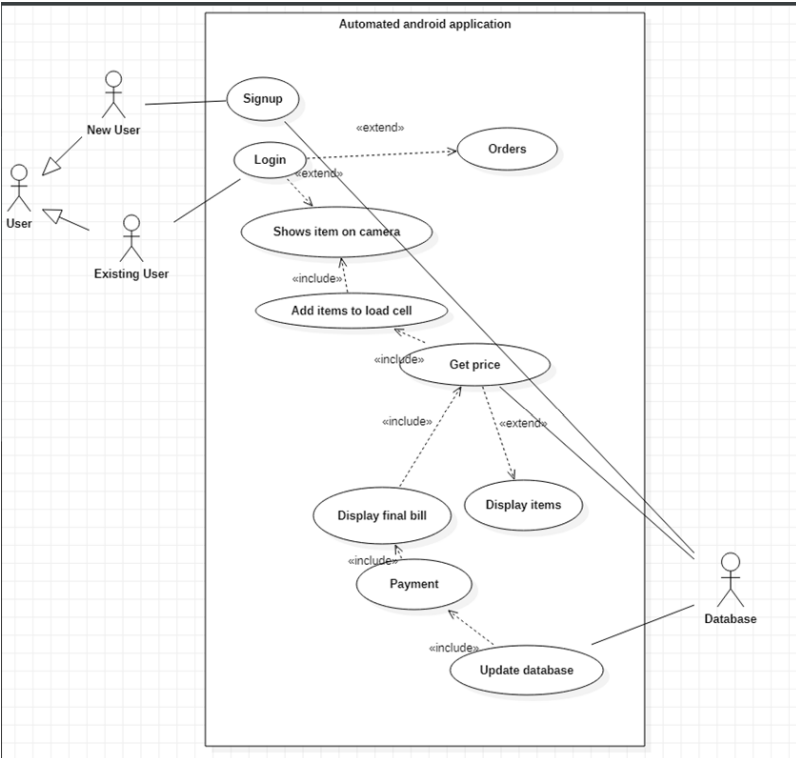 Automated android application
Signup
New User
«extend»
Orders
Login
«extend»
User
Shows item on camera
Existing User
«include»
Add items to load cell
«include»
Get price
«include»
«extend»
Display items
Display final bill
«include»
Payment
Database
«include»
Update database